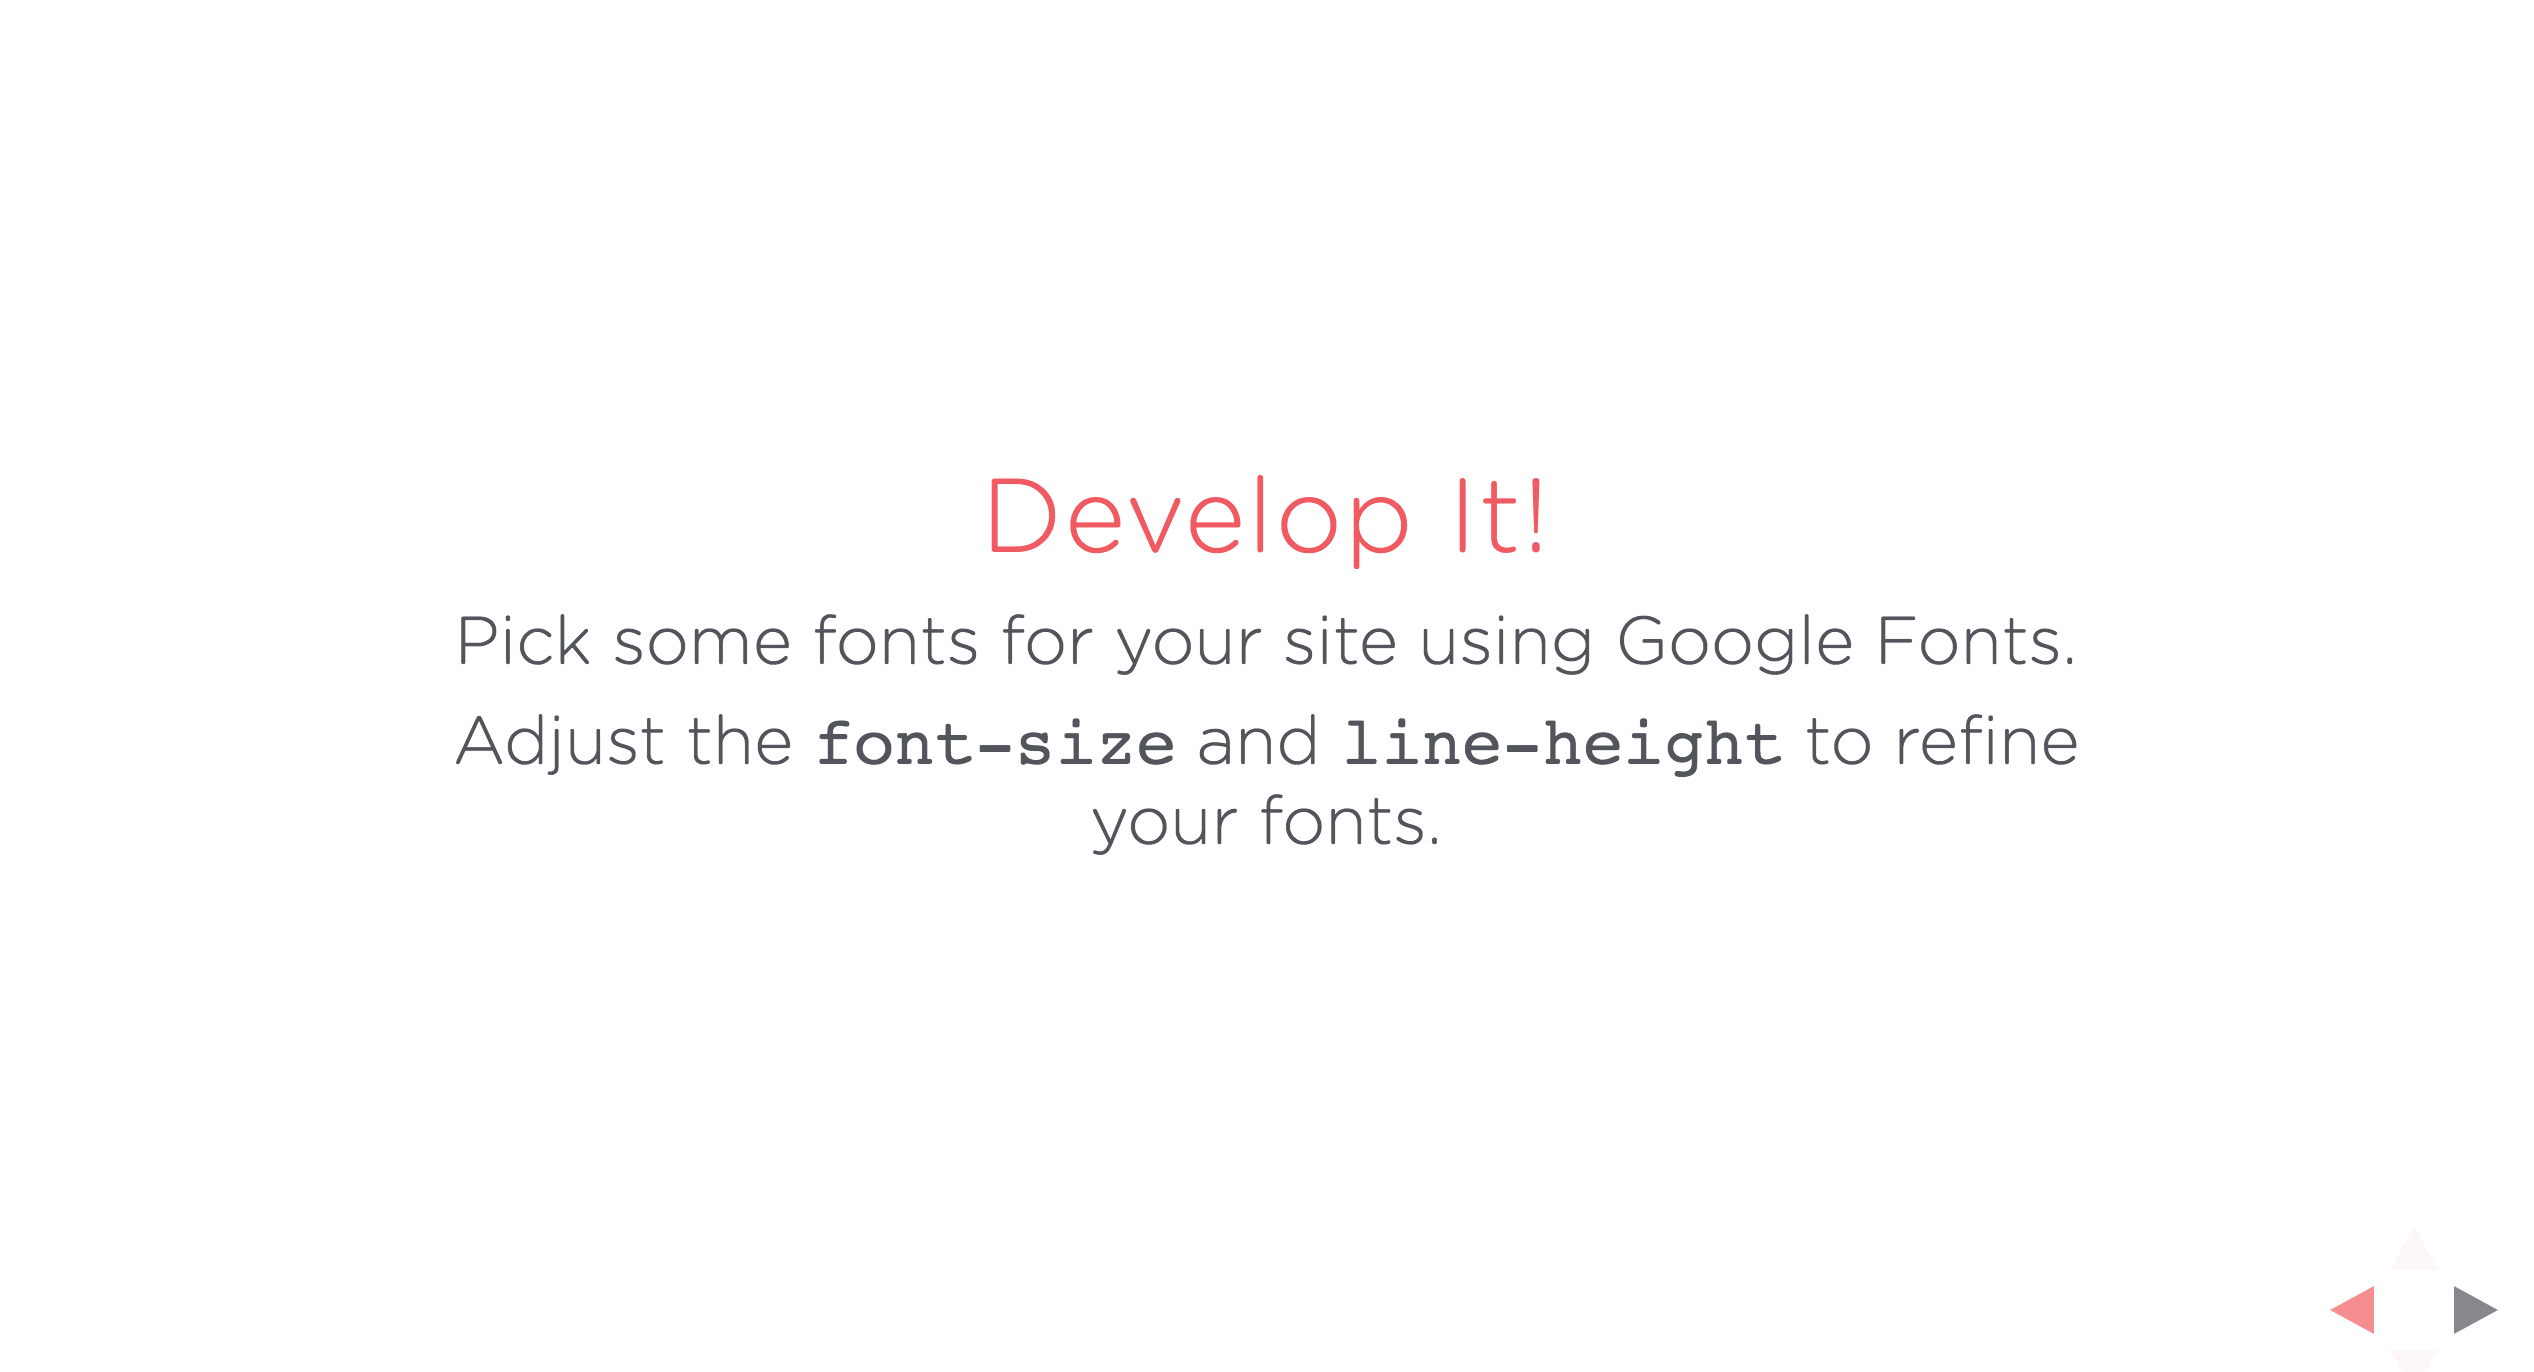 Develop It!
Pick some fonts for your site using Google Fonts.
Adjust the font-size and line-height to refine
your fonts.